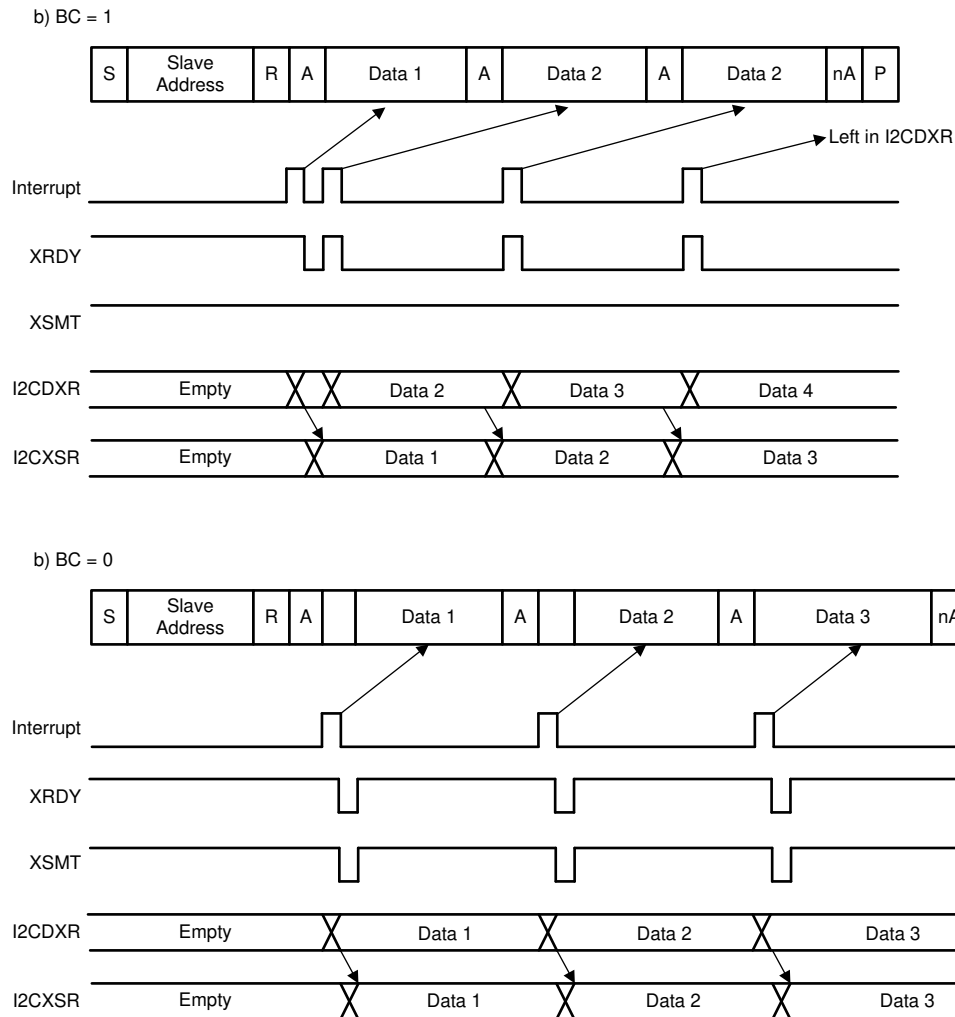 b) BC = 1
S Slave Address R A Data 1 A Data 2 A Data 2 nA P
Left in I2CDXR
Interrupt
XRDY
XSMT
I2CDXR Empty Data 2 Data 3 Data 4
I2CXSR Empty Data 1 Data 2 Data 3
b) BC = 0
S Slave Address R A Data 1 A Data 2 A Data 3 nA
Interrupt
XRDY
XSMT
I2CDXR Empty Data 1 Data 2 Data 3
I2CXSR Empty Data 1 Data 2 Data 3